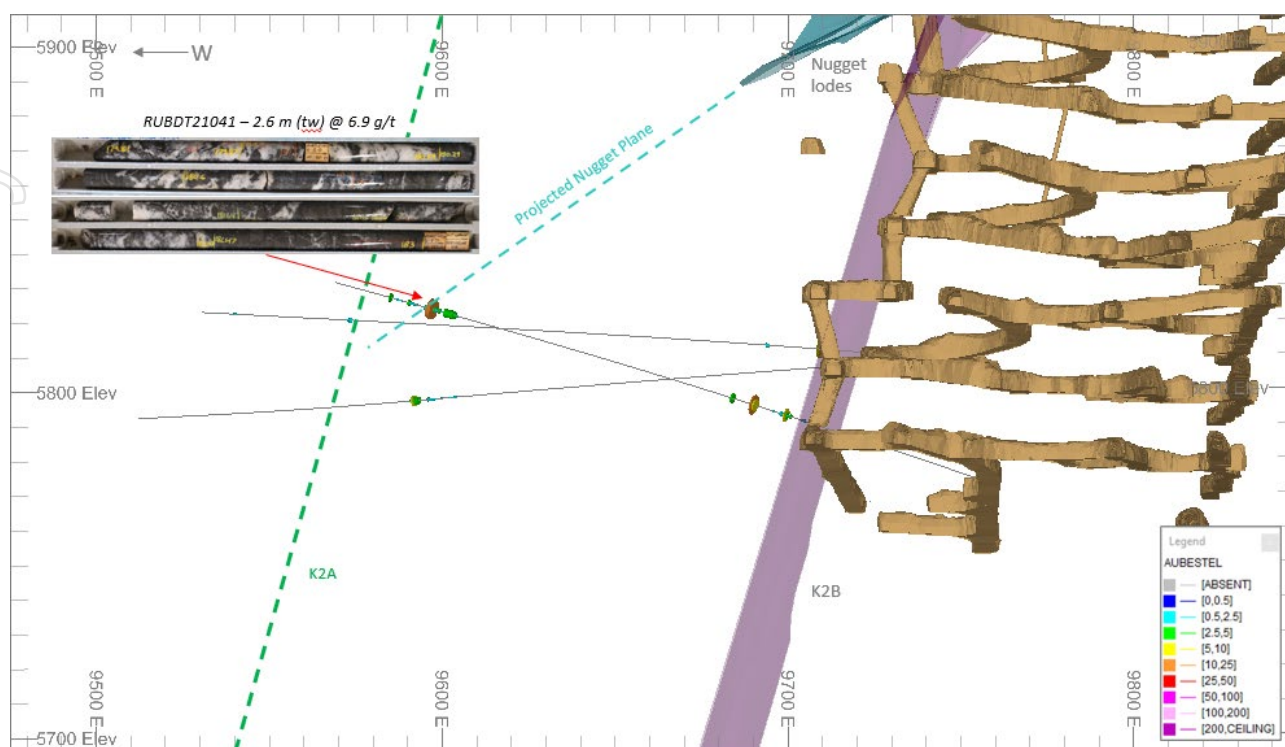 5900 Elev
W
9500 E
9600 E
9700 E
9800 E
Nugget
lodes
RUBDT21041 – 2.6 m (tw) @ 6.9 g/t
Projected Nugget Plane
5800 Elev
K2A
K2B
5700 Elev
9500 E
9600 E
9700 E
9800 E
Legend
AUBESTEL
[ABSENT]
[0,0.5]
[0.5,2.5]
[2.5,5]
[5,10]
[10,25]
[25,50]
[50,100]
[100,200]
[200,CEILING]